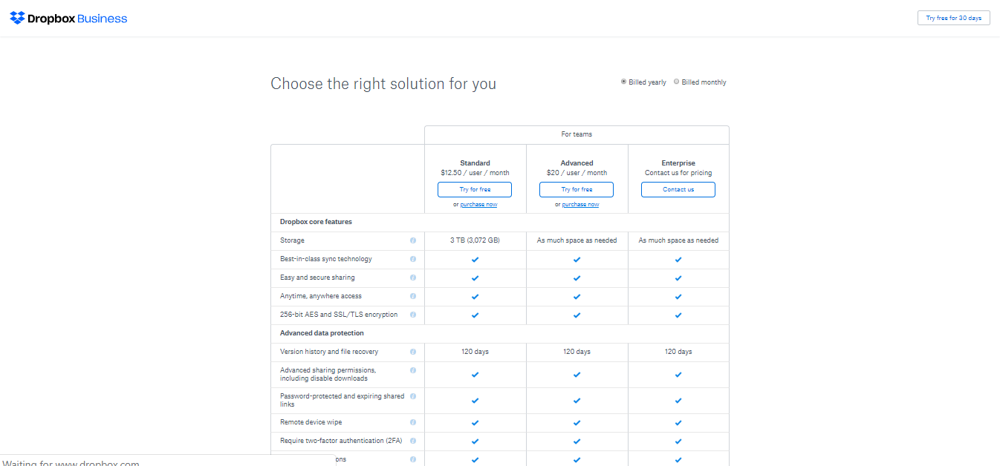 Dropbox Business
Try free for 30 days
Choose the right solution for you
Billed yearly Billed monthly
For teams
Standard Advanced Enterprise
$12.50 / user / month $20 / user / month Contact us for pricing
Try for free Try for free Contact us
or purchase now or purchase now
Dropbox core features
Storage 3 TB (3,072 GB) As much space as needed As much space as needed
Best-in-class sync technology
Easy and secure sharing
Anytime, anywhere access
256-bit AES and SSL/TLS encryption
Advanced data protection
Version history and file recovery 120 days 120 days 120 days
Advanced sharing permissions,
including disable downloads
Password-protected and expiring shared
links
Remote device wipe
Require two-factor authentication (2FA)
ons
Waiting for www.dropbox.com